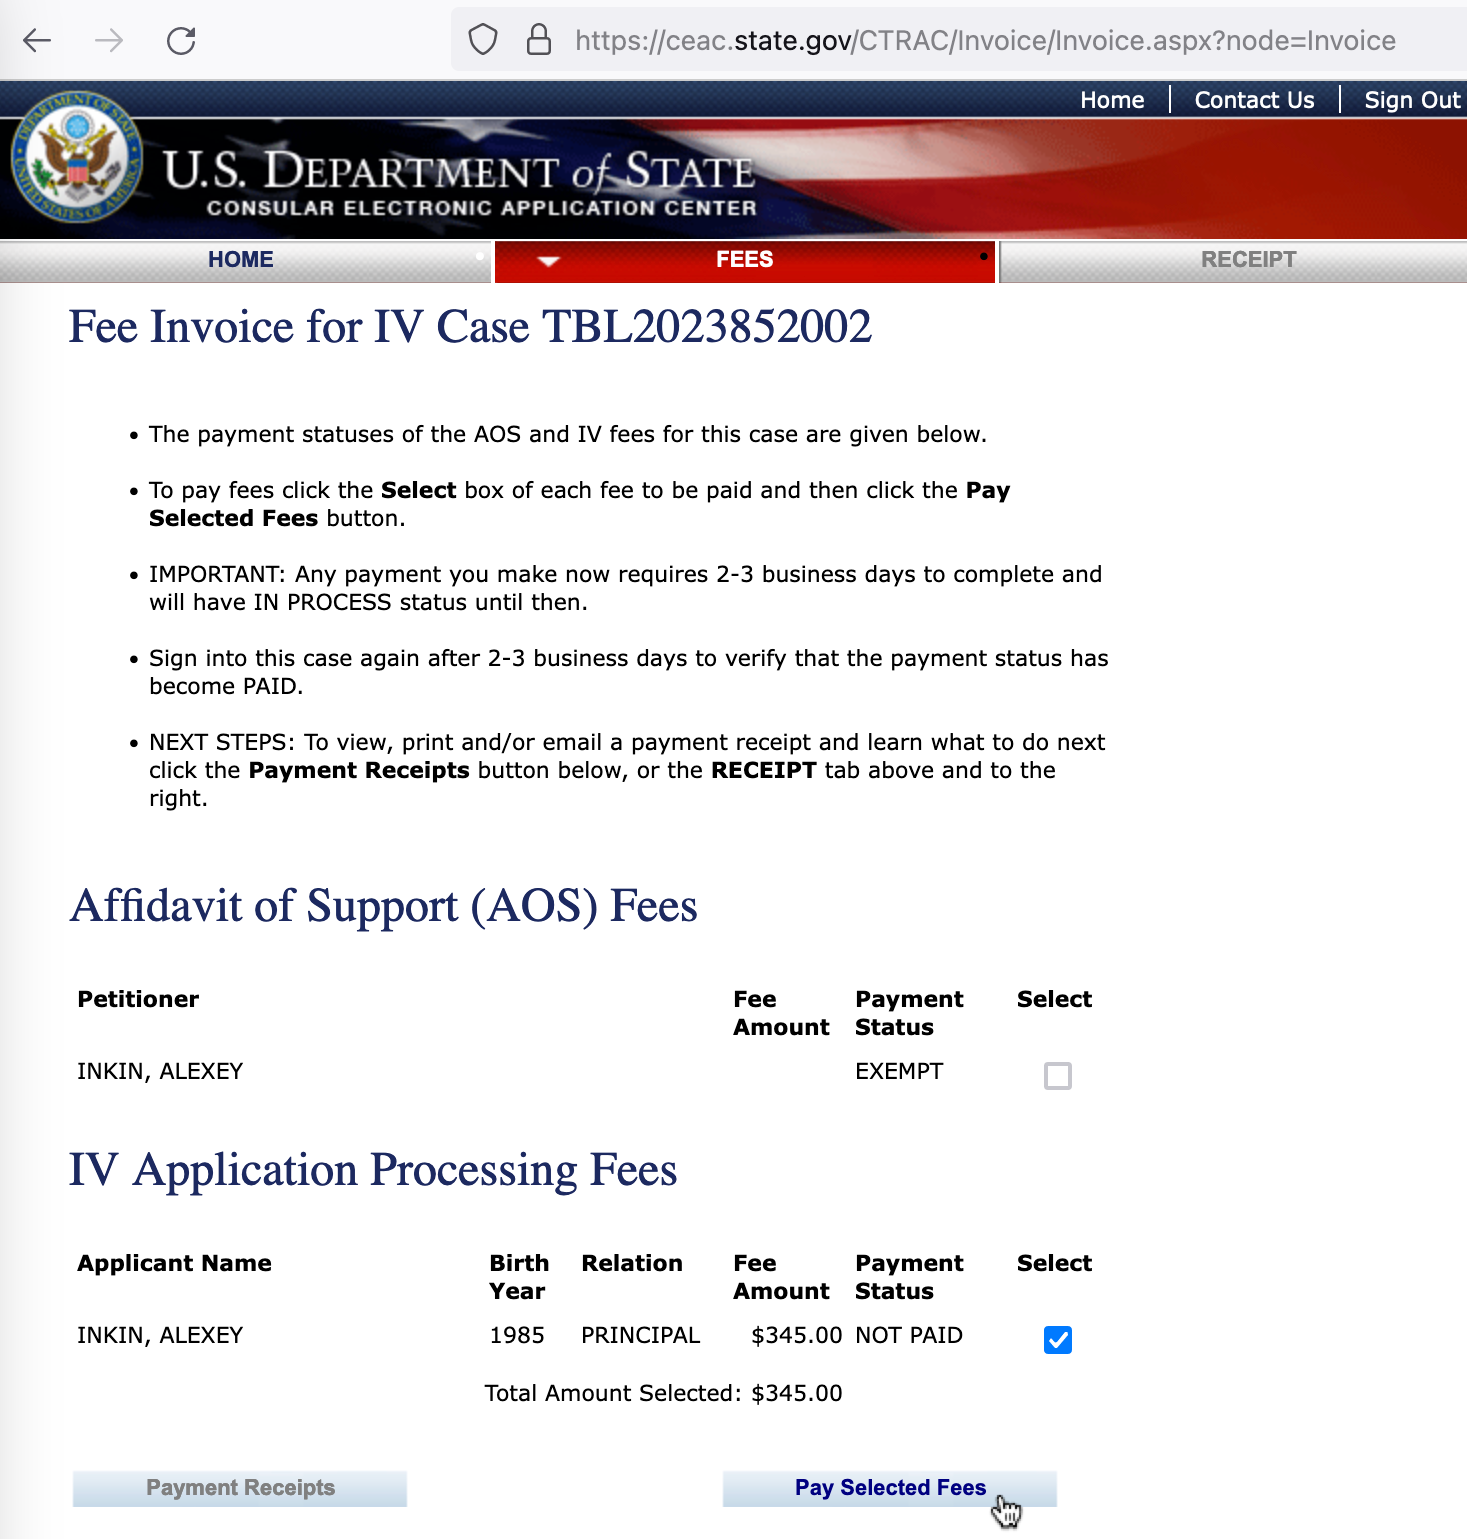 https://ceac.state.gov/CTRAC/Invoice/Invoice.aspx?node=Invoice
Home | Contact Us | Sign Out
U.S. DEPARTMENT of STATE
CONSULAR ELECTRONIC APPLICATION CENTER
DEPARTMENT OF STATE
UNITED STATES OF AMERICA
HOME FEES RECEIPT
Fee Invoice for IV Case TBL2023852002
• The payment statuses of the AOS and IV fees for this case are given below.
• To pay fees click the Select box of each fee to be paid and then click the Pay
Selected Fees button.
• IMPORTANT: Any payment you make now requires 2-3 business days to complete and
will have IN PROCESS status until then.
• Sign into this case again after 2-3 business days to verify that the payment status has
become PAID.
• NEXT STEPS: To view, print and/or email a payment receipt and learn what to do next
click the Payment Receipts button below, or the RECEIPT tab above and to the
right.
Affidavit of Support (AOS) Fees
Petitioner Fee Payment Select
Amount Status
INKIN, ALEXEY EXEMPT
IV Application Processing Fees
Applicant Name Birth Relation Fee Payment Select
Year Amount Status
INKIN, ALEXEY 1985 PRINCIPAL $345.00 NOT PAID
Total Amount Selected: $345.00
Payment Receipts Pay Selected Fees